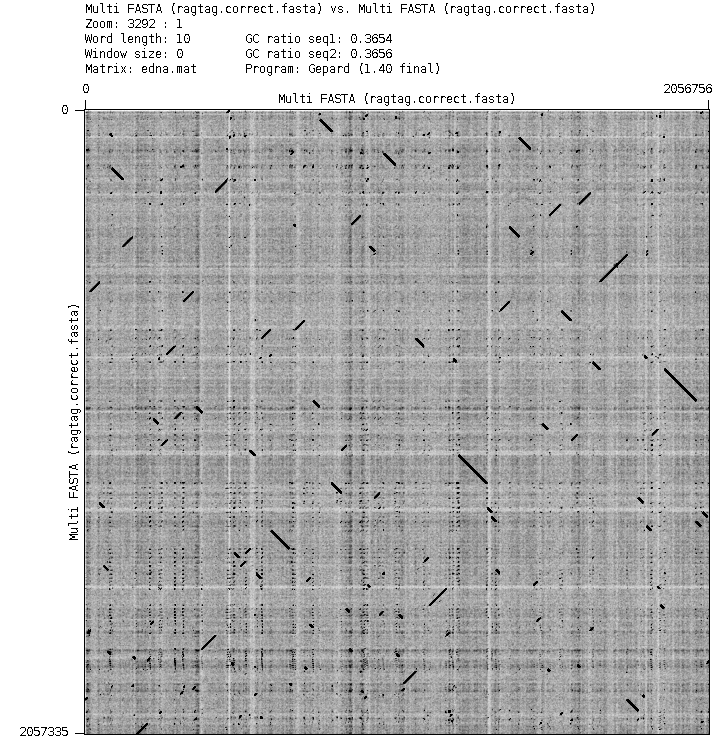 Multi FASTA (ragtag.correct.fasta) vs. Multi FASTA (ragtag.correct.fasta)
Zoom: 3292 : 1
Word length: 10 GC ratio seq1: 0.3654
Window size: 0 GC ratio seq2: 0.3656
Matrix: edna.mat Program: Gepard (1.40 final)
0 2056756
Multi FASTA (ragtag.correct.fasta)
0
Multi FASTA (ragtag.correct.fasta)
2057335